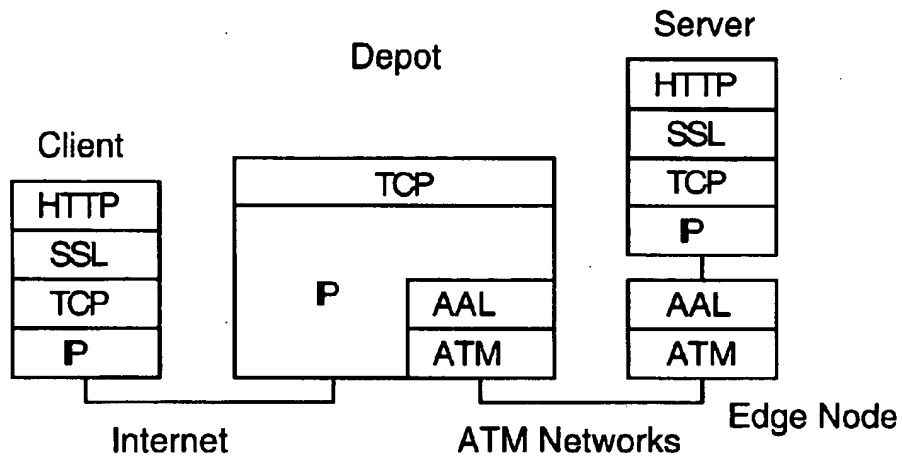 Server
Depot
HTTP
SSL
TCP
IP
Client
HTTP
SSL
TCP
IP
TCP
IP
AAL
ATM
AAL
ATM
Edge Node
Internet
ATM Networks